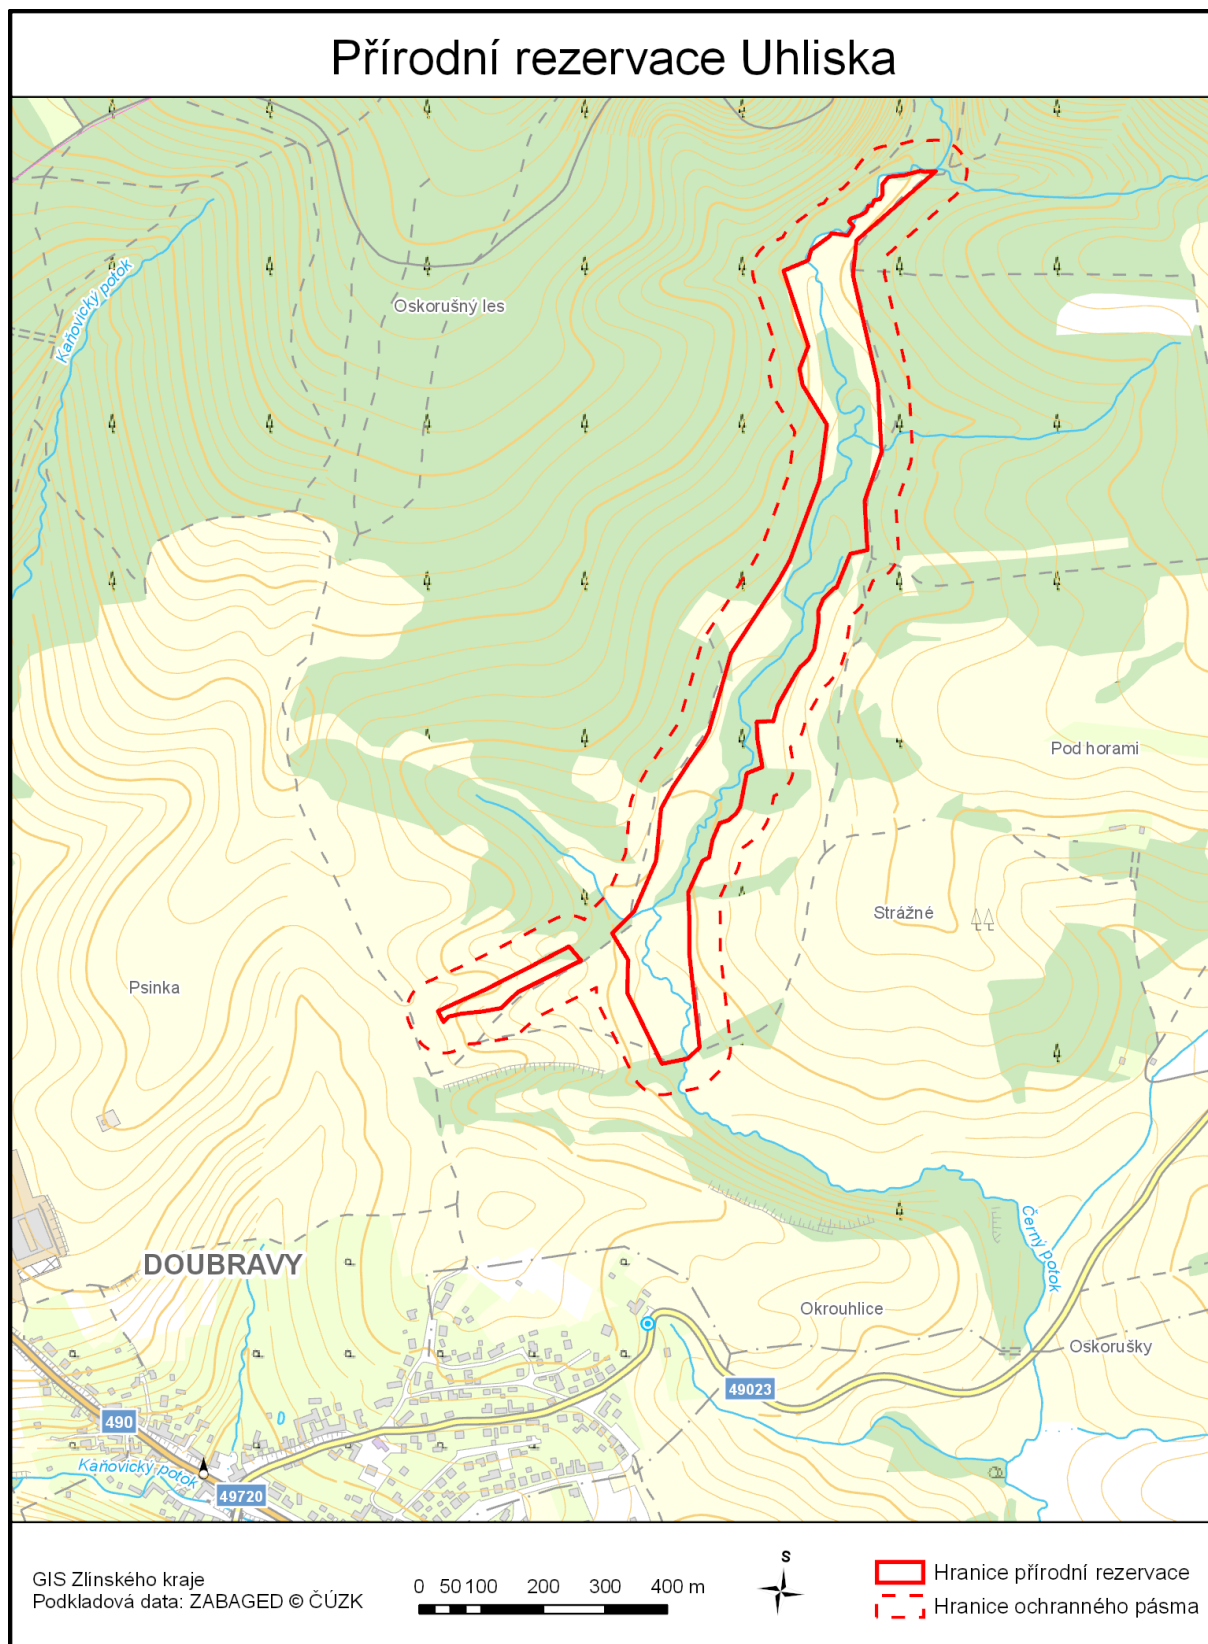 Přírodní rezervace Uhliska
Kaňovický potok
Oskorušný les
Pod horami
Strážné
Psinka
Černý potok
DOUBRAVY
Okrouhlice
Oskorušky
49023
490
Kaňovický potok
49720
S
GIS Zlínského kraje
Podkladová data: ZABAGED © ČÚZK
0 50 100 200 300 400 m
Hranice přírodní rezervace
Hranice ochranného pásma